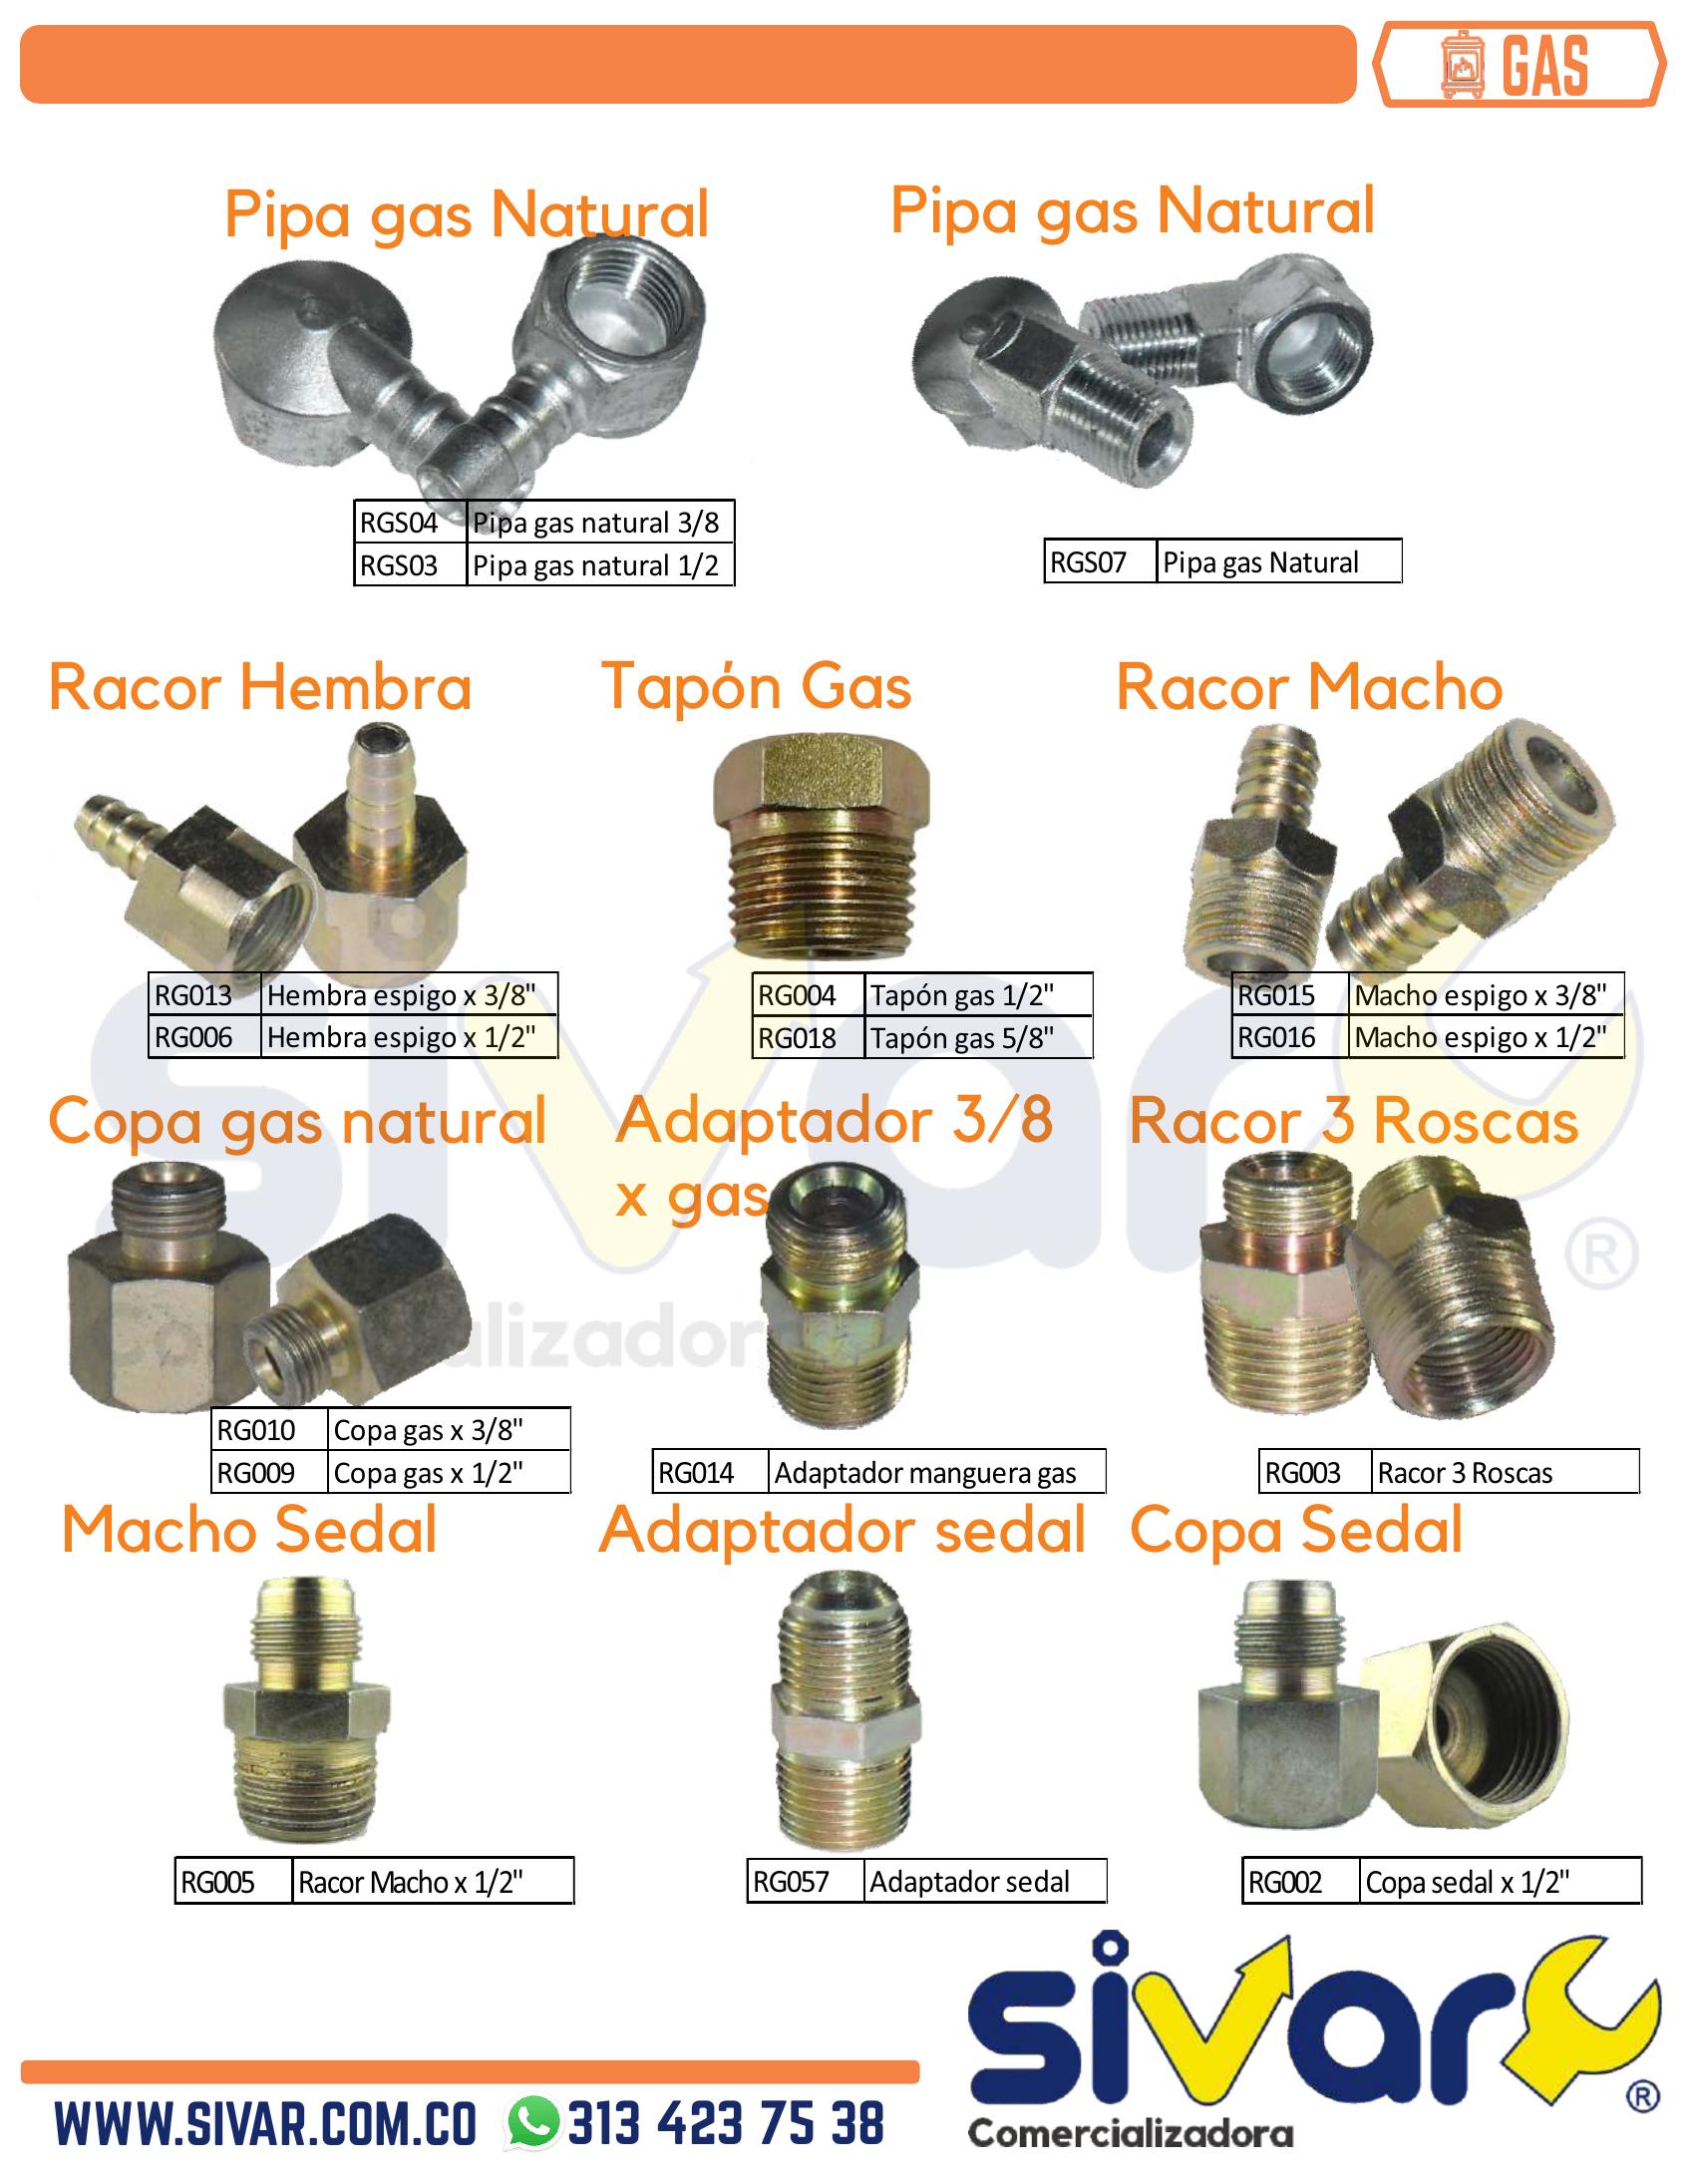 GAS
Pipa gas Natural
RGS04 Pipa gas natural 3/8
RGS03 Pipa gas natural 1/2
Pipa gas Natural
RGS07 Pipa gas Natural
Racor Hembra
RG013 Hembra espigo x 3/8"
RG006 Hembra espigo x 1/2"
Tapón Gas
RG004 Tapón gas 1/2"
RG018 Tapón gas 5/8"
Racor Macho
RG015 Macho espigo x 3/8"
RG016 Macho espigo x 1/2"
Copa gas natural
RG010 Copa gas x 3/8"
RG009 Copa gas x 1/2"
Adaptador 3/8
x gas
RG014 Adaptador manguera gas
Racor 3 Roscas
RG003 Racor 3 Roscas
Macho Sedal
RG005 Racor Macho x 1/2"
Adaptador sedal
RG057 Adaptador sedal
Copa Sedal
RG002 Copa sedal x 1/2"
sivar ®
Comercializadora
WWW.SIVAR.COM.CO 313 423 75 38